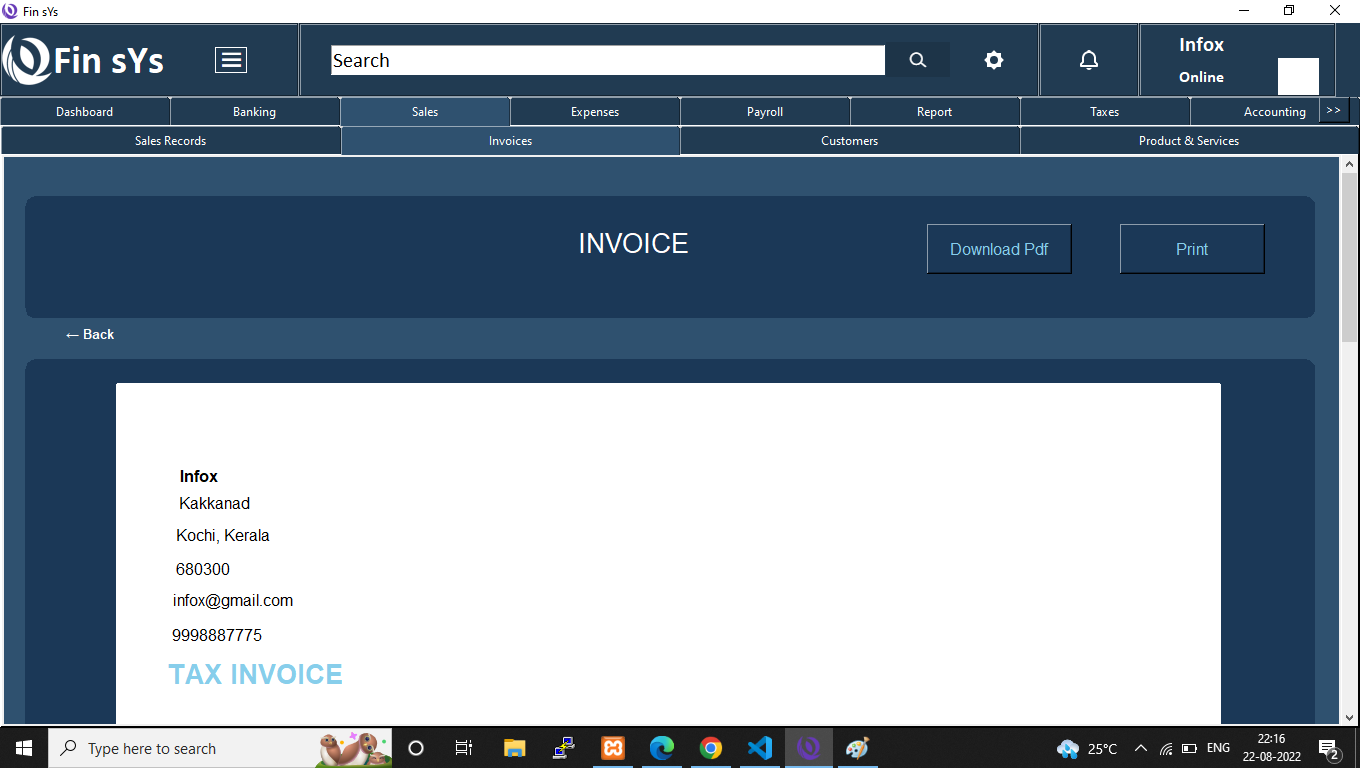 Fin sYs
Fin sYs
Search
Infox
Online
Dashboard Banking Sales Expenses Payroll Report Taxes Accounting >>
Sales Records Invoices Customers Product & Services
INVOICE
Download Pdf
Print
← Back
Infox
Kakkanad
Kochi, Kerala
680300
infox@gmail.com
9998887775
TAX INVOICE
Type here to search
25°C
ENG
22:16
22-08-2022
2